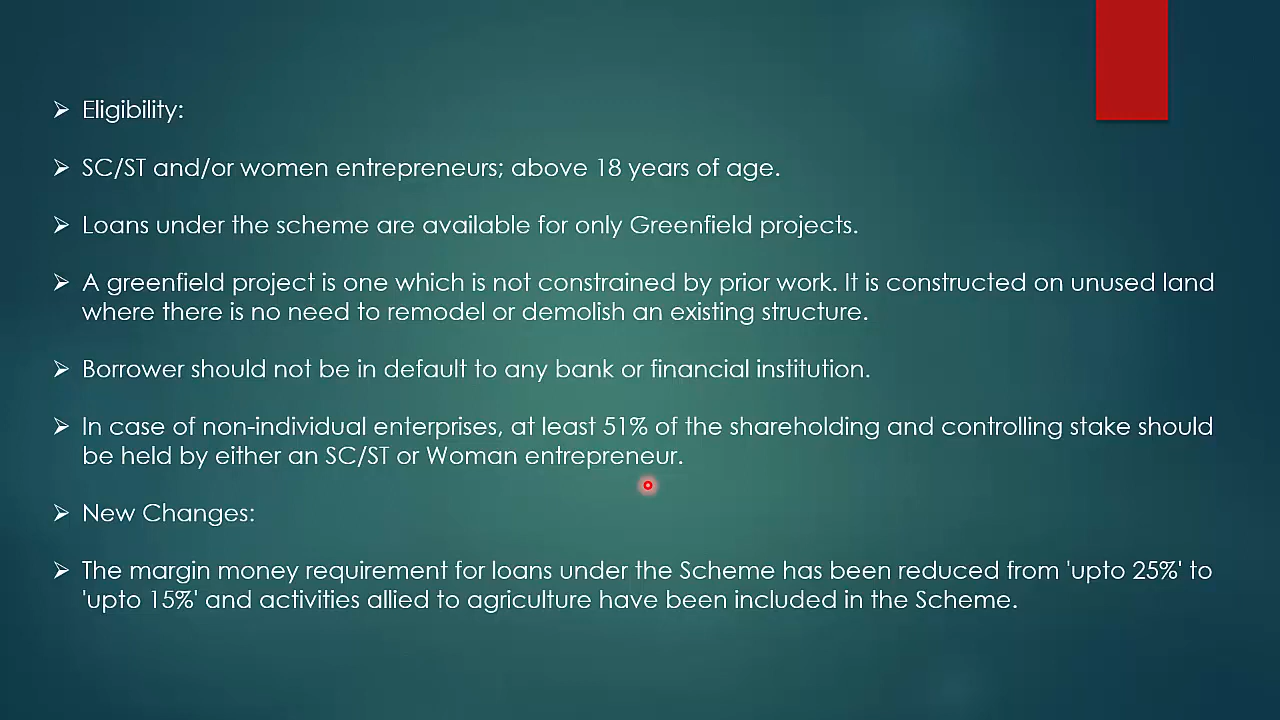 ➢ Eligibility:
➢ SC/ST and/or women entrepreneurs; above 18 years of age.
➢ Loans under the scheme are available for only Greenfield projects.
➢ A greenfield project is one which is not constrained by prior work. It is constructed on unused land
where there is no need to remodel or demolish an existing structure.
➢ Borrower should not be in default to any bank or financial institution.
➢ In case of non-individual enterprises, at least 51% of the shareholding and controlling stake should
be held by either an SC/ST or Woman entrepreneur.
➢ New Changes:
➢ The margin money requirement for loans under the Scheme has been reduced from 'upto 25%' to
'upto 15%' and activities allied to agriculture have been included in the Scheme.